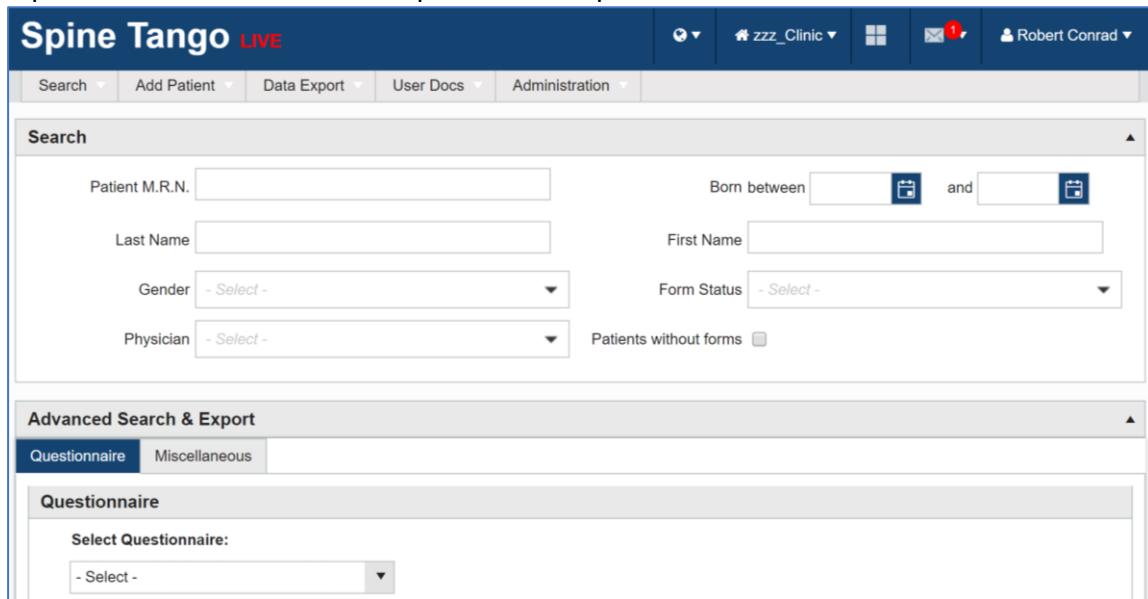 Spine Tango LIVE zzz_Clinic 1 Robert Conrad
Search Add Patient Data Export User Docs Administration
Search
Patient M.R.N. Born between and
Last Name First Name
Gender - Select - Form Status - Select -
Physician - Select - Patients without forms
Advanced Search & Export
Questionnaire Miscellaneous
Questionnaire
Select Questionnaire:
- Select -